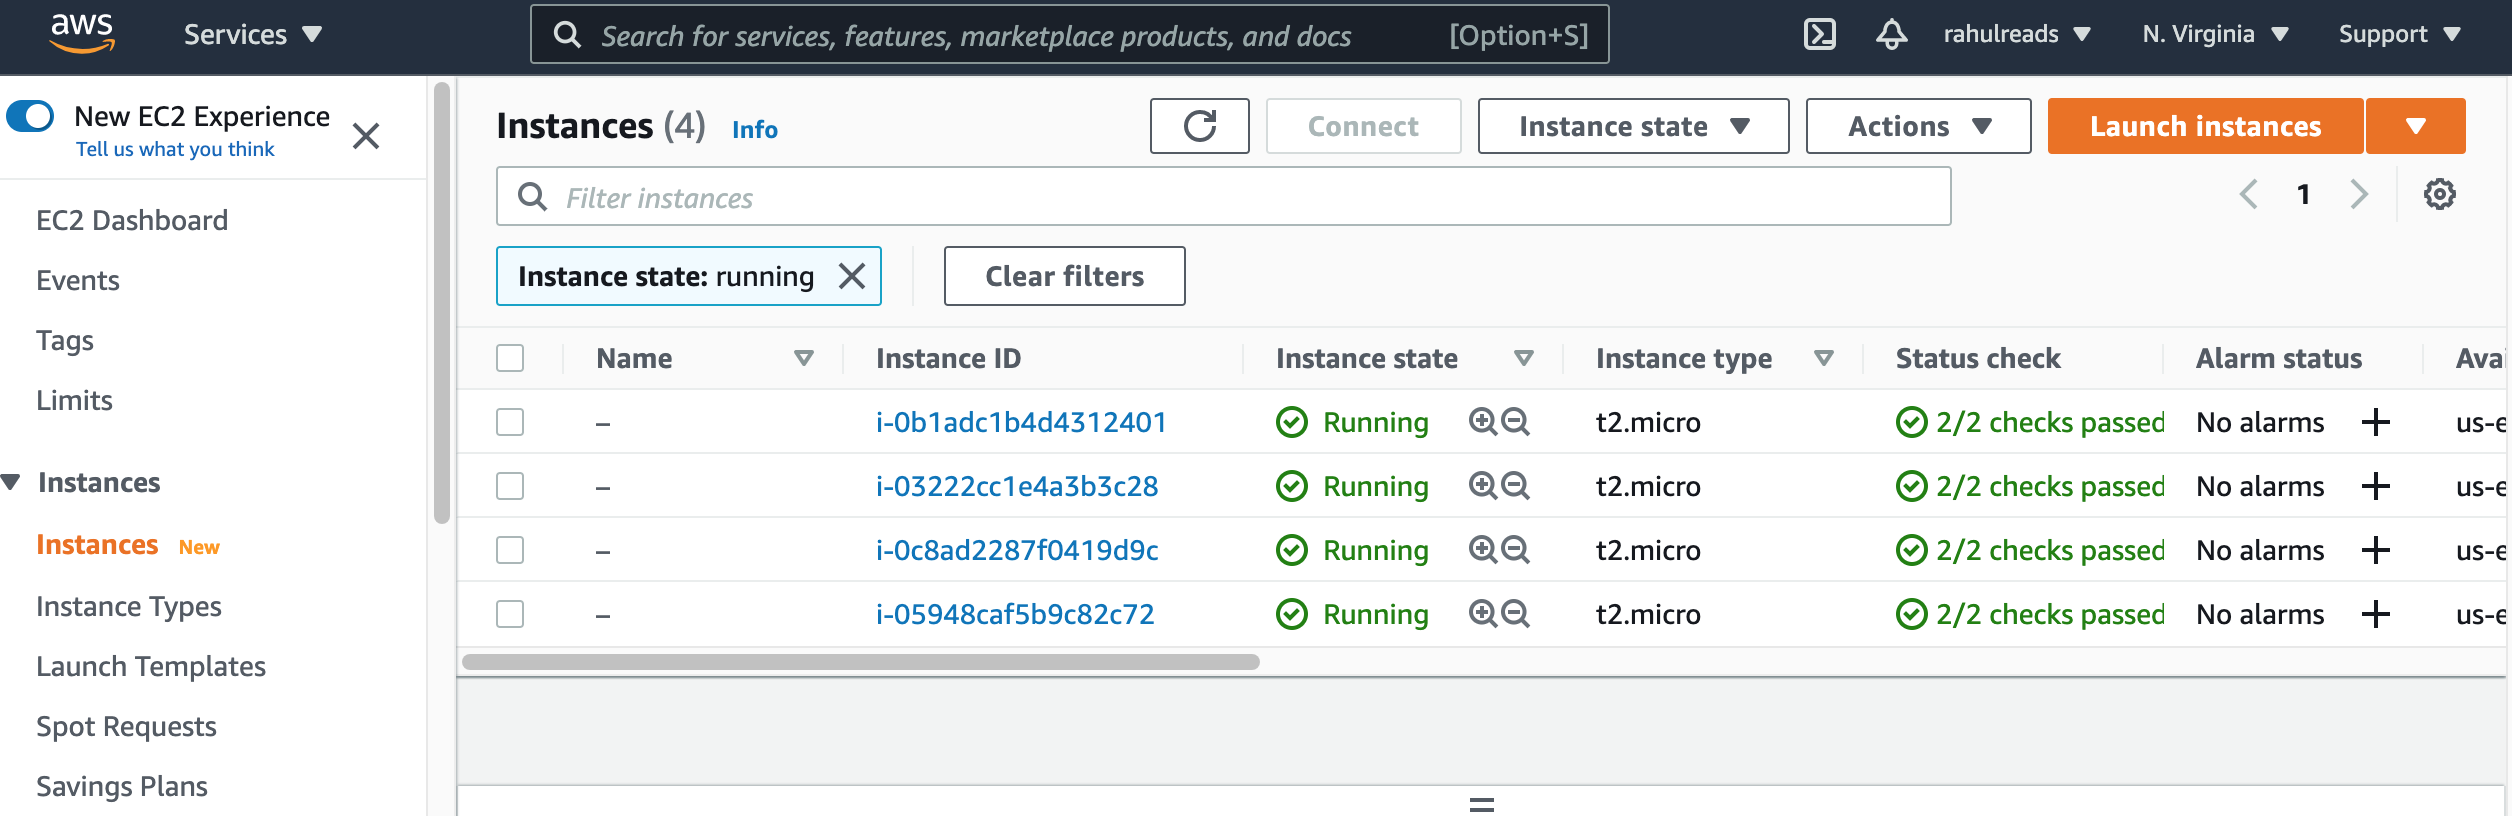 aws Services Search for services, features, marketplace products, and docs [Option+S] rahulreads N. Virginia Support
New EC2 Experience
Tell us what you think
EC2 Dashboard
Events
Tags
Limits
Instances
Instances New
Instance Types
Launch Templates
Spot Requests
Savings Plans
Instances (4) Info Connect Instance state Actions Launch instances
Filter instances 1
Instance state: running Clear filters
Name Instance ID Instance state Instance type Status check Alarm status Avai
– i-0b1adc1b4d4312401 Running t2.micro 2/2 checks passed No alarms + us-e
– i-03222cc1e4a3b3c28 Running t2.micro 2/2 checks passed No alarms + us-e
– i-0c8ad2287f0419d9c Running t2.micro 2/2 checks passed No alarms + us-e
– i-05948caf5b9c82c72 Running t2.micro 2/2 checks passed No alarms + us-e